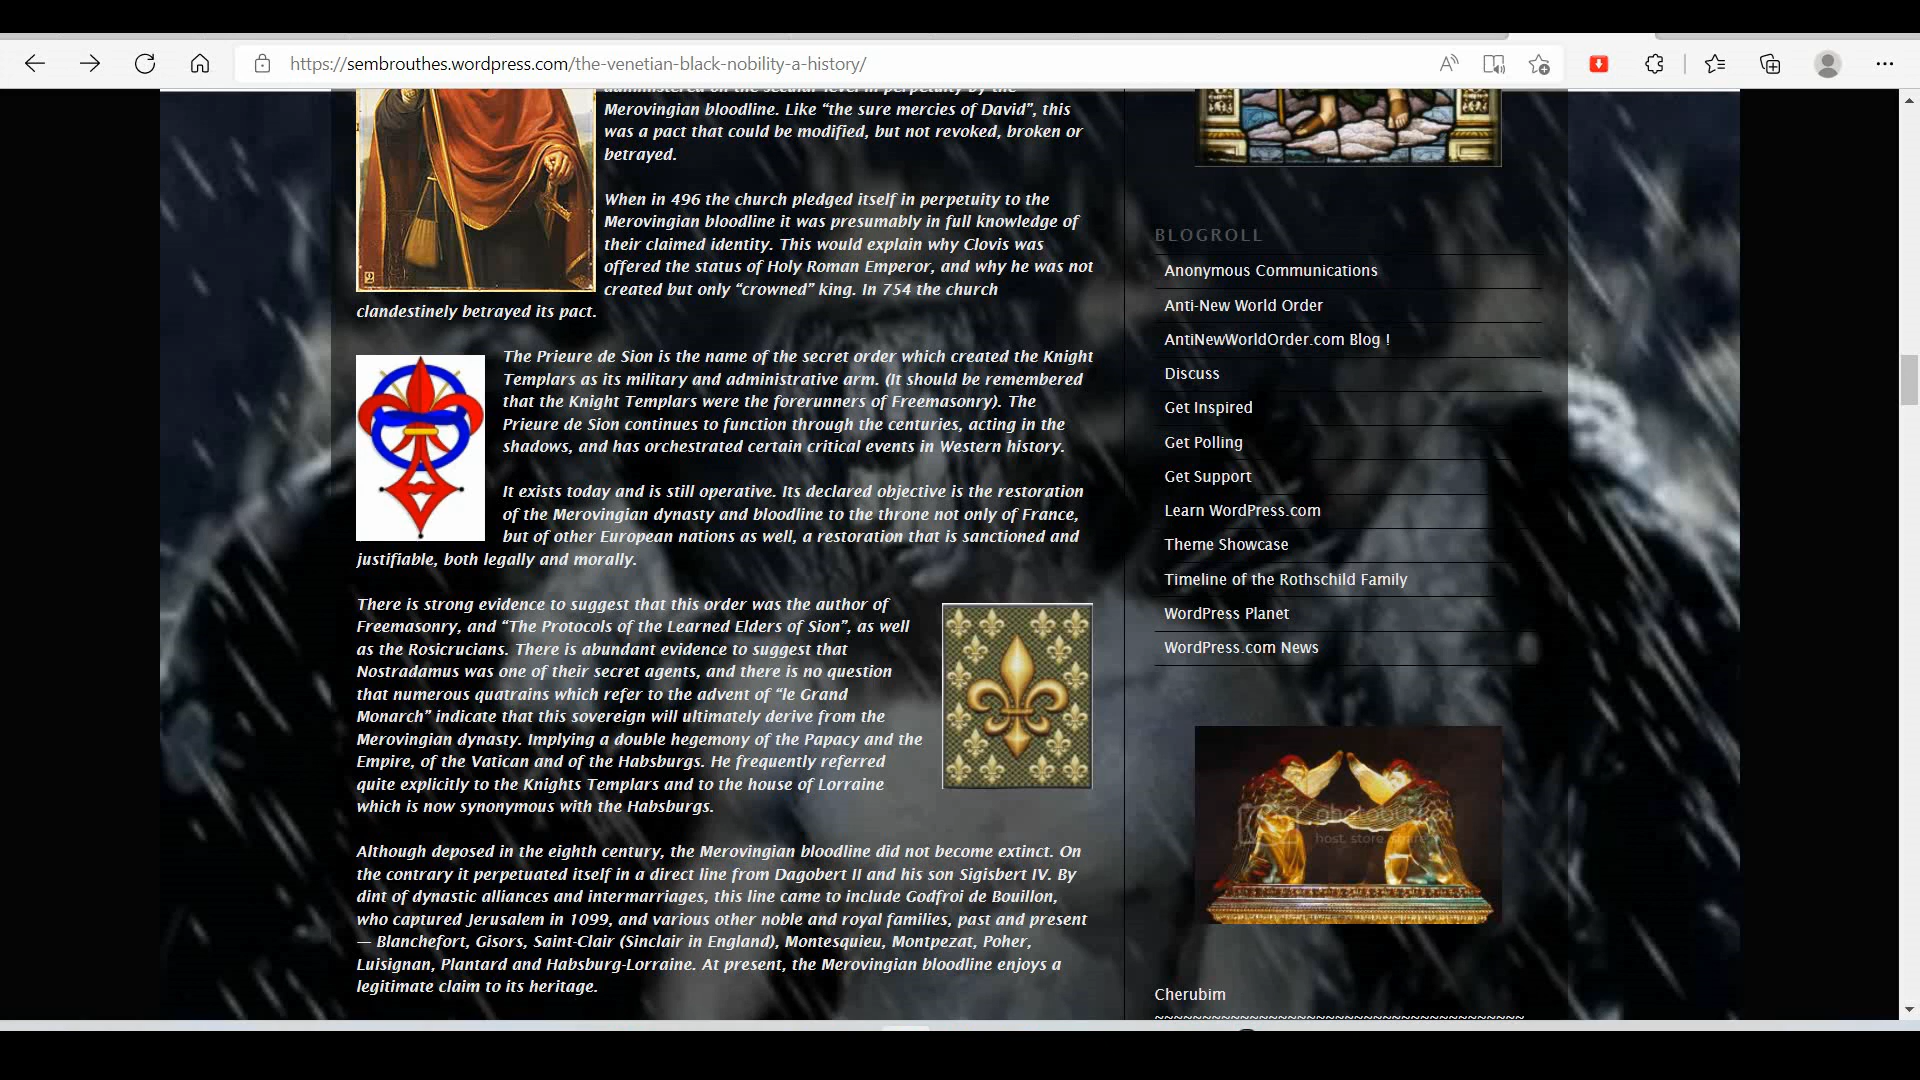 https://sembrouthes.wordpress.com/the-venetian-black-nobility-a-history/
administered on the secular level in perpetuity by the
Merovingian bloodline. Like “the sure mercies of David”, this
was a pact that could be modified, but not revoked, broken or
betrayed.
When in 496 the church pledged itself in perpetuity to the
Merovingian bloodline it was presumably in full knowledge of
their claimed identity. This would explain why Clovis was
offered the status of Holy Roman Emperor, and why he was not
created but only “crowned” king. In 754 the church
clandestinely betrayed its pact.
The Prieure de Sion is the name of the secret order which created the Knight
Templars as its military and administrative arm. (It should be remembered
that the Knight Templars were the forerunners of Freemasonry). The
Prieure de Sion continues to function through the centuries, acting in the
shadows, and has orchestrated certain critical events in Western history.
It exists today and is still operative. Its declared objective is the restoration
of the Merovingian dynasty and bloodline to the throne not only of France,
but of other European nations as well, a restoration that is sanctioned and
justifiable, both legally and morally.
There is strong evidence to suggest that this order was the author of
Freemasonry, and “The Protocols of the Learned Elders of Sion”, as well
as the Rosicrucians. There is abundant evidence to suggest that
Nostradamus was one of their secret agents, and there is no question
that numerous quatrains which refer to the advent of “le Grand
Monarch” indicate that this sovereign will ultimately derive from the
Merovingian dynasty. Implying a double hegemony of the Papacy and the
Empire, of the Vatican and of the Habsburgs. He frequently referred
quite explicitly to the Knights Templars and to the house of Lorraine
which is now synonymous with the Habsburgs.
Although deposed in the eighth century, the Merovingian bloodline did not become extinct. On
the contrary it perpetuated itself in a direct line from Dagobert II and his son Sigisbert IV. By
dint of dynastic alliances and intermarriages, this line came to include Godfroi de Bouillon,
who captured Jerusalem in 1099, and various other noble and royal families, past and present
— Blanchefort, Gisors, Saint-Clair (Sinclair in England), Montesquieu, Montpezat, Poher,
Luisignan, Plantard and Habsburg-Lorraine. At present, the Merovingian bloodline enjoys a
legitimate claim to its heritage.
BLOGROLL
Anonymous Communications
Anti-New World Order
AntiNewWorldOrder.com Blog !
Discuss
Get Inspired
Get Polling
Get Support
Learn WordPress.com
Theme Showcase
Timeline of the Rothschild Family
WordPress Planet
WordPress.com News
photobucket
host. store. share.
Cherubim
~~~~~~~~~~~~~~~~~~~~~~~~~~~~~~~~~~~~~